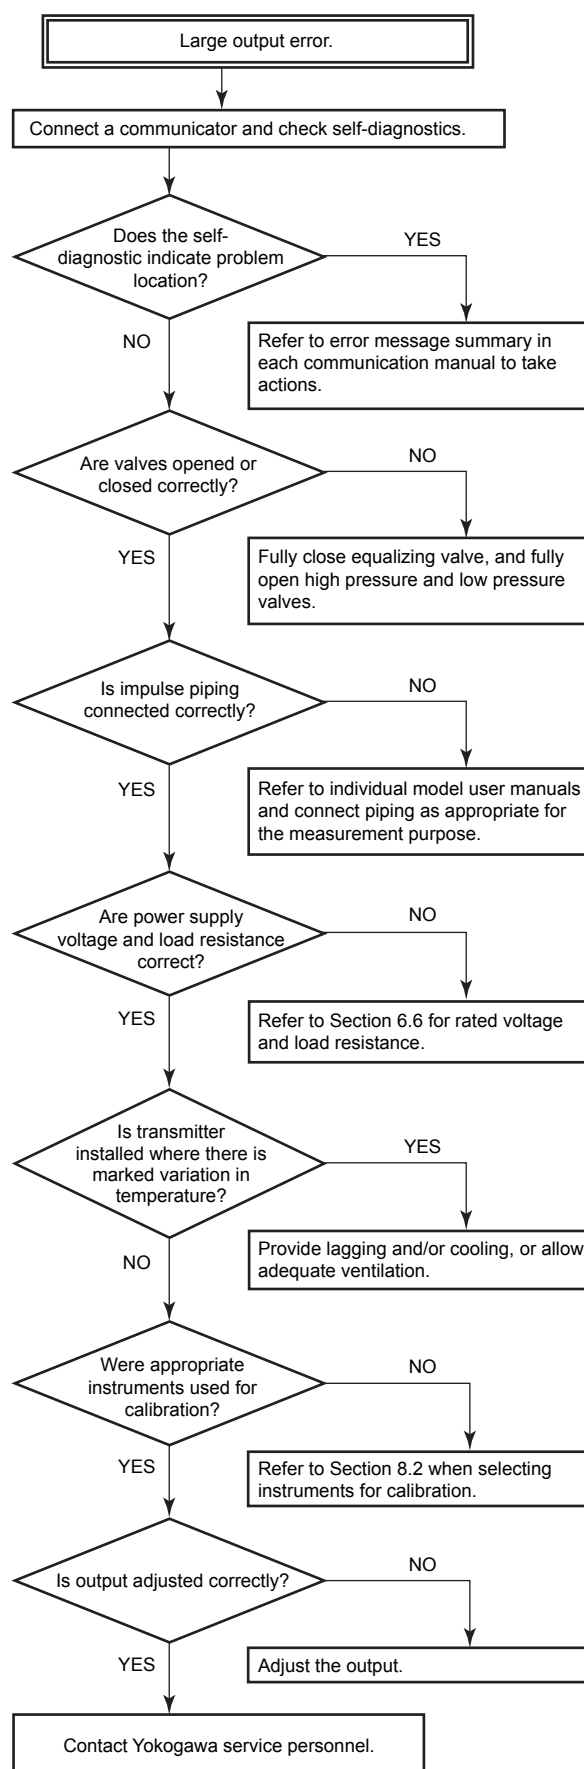 Large output error.
Connect a communicator and check self-diagnostics.
Does the self-
diagnostic indicate problem
location?
YES
NO
Refer to error message summary in
each communication manual to take
actions.
Are valves opened or
closed correctly?
NO
YES
Fully close equalizing valve, and fully
open high pressure and low pressure
valves.
Is impulse piping
connected correctly?
NO
YES
Refer to individual model user manuals
and connect piping as appropriate for
the measurement purpose.
Are power supply
voltage and load resistance
correct?
NO
YES
Refer to Section 6.6 for rated voltage
and load resistance.
Is transmitter
installed where there is
marked variation in
temperature?
YES
NO
Provide lagging and/or cooling, or allow
adequate ventilation.
Were appropriate
instruments used for
calibration?
NO
YES
Refer to Section 8.2 when selecting
instruments for calibration.
Is output adjusted correctly?
NO
YES
Adjust the output.
Contact Yokogawa service personnel.